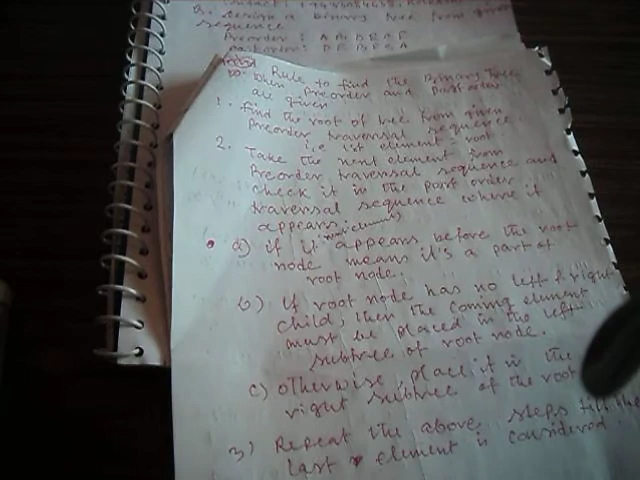 Q. Design a binary tree from given
sequence
Preorder :
Postorder :
Rule to find the Binary Tree
when preorder and postorder
are given
1. Find the root of tree from given
Preorder traversal sequence
i.e 1st element = root
2. Take the next element from
Preorder traversal sequence and
check it in the post order
traversal sequence where it
appears.
a) if it appears before the root
node means it's a part of
root node.
b) If root node has no left & right
child, then the coming element
must be placed in the left
subtree of root node.
c) Otherwise, place it in the
right subtree of the root
3) Repeat the above steps till the
last element is considered.